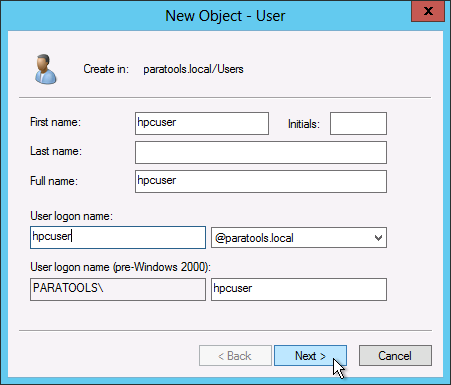 New Object - User
x
Create in: paratools.local/Users
First name: hpcuser Initials:
Last name:
Full name: hpcuser
User logon name:
hpcuser @paratools.local
User logon name (pre-Windows 2000):
PARATOOLS\ hpcuser
< Back Next > Cancel